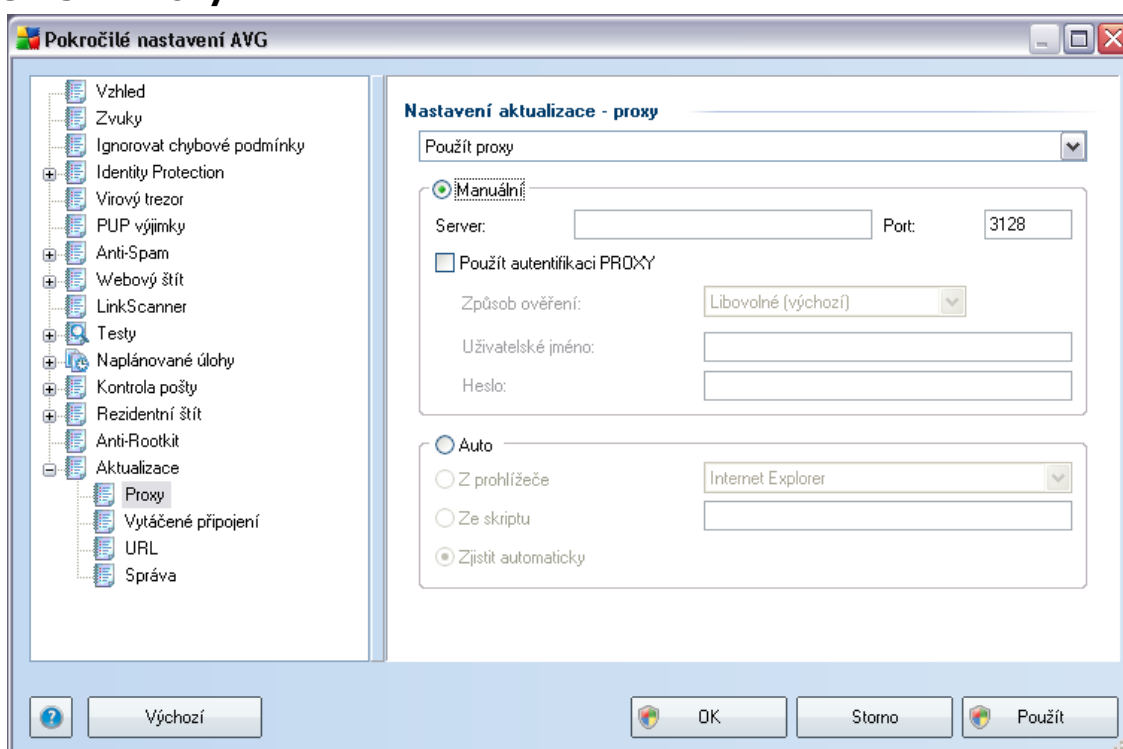 Pokročilé nastavení AVG
Vzhled
Zvuky
Ignorovat chybové podmínky
Identity Protection
Virový trezor
PUP výjimky
Anti-Spam
Webový štít
LinkScanner
Testy
Naplánované úlohy
Kontrola pošty
Rezidentní štít
Anti-Rootkit
Aktualizace
Proxy
Vytáčené připojení
URL
Správa
Nastavení aktualizace - proxy
Použít proxy
Manuální
Server: Port: 3128
Použít autentifikaci PROXY
Způsob ověření: Libovolné (výchozí)
Uživatelské jméno:
Heslo:
Auto
Z prohlížeče Internet Explorer
Ze skriptu
Zjistit automaticky
Výchozí OK Storno Použít